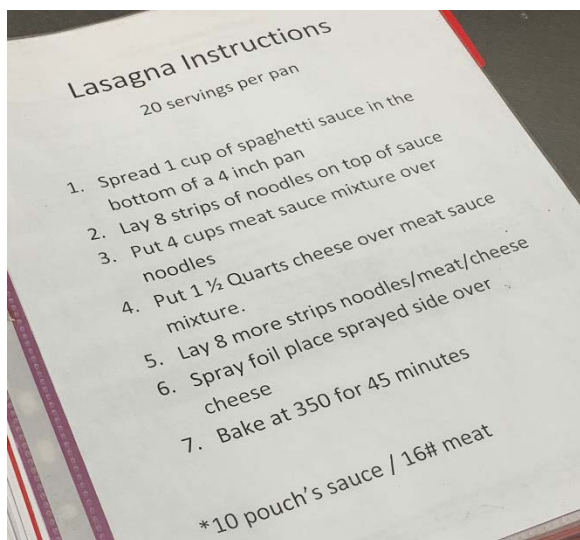 Lasagna Instructions
20 servings per pan
1. Spread 1 cup of spaghetti sauce in the
bottom of a 4 inch pan
2. Lay 8 strips of noodles on top of sauce
3. Put 4 cups meat sauce mixture over
noodles
4. Put 1 ½ Quarts cheese over meat sauce
mixture.
5. Lay 8 more strips noodles/meat/cheese
6. Spray foil place sprayed side over
cheese
7. Bake at 350 for 45 minutes
*10 pouch's sauce / 16# meat